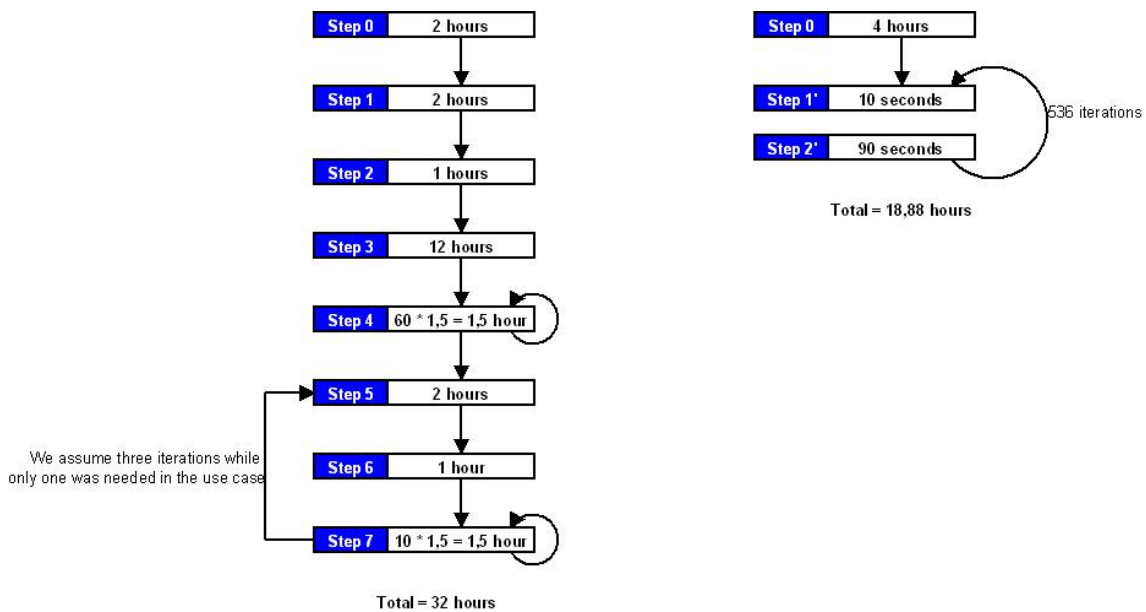 Step 0 2 hours
Step 1 2 hours
Step 2 1 hours
Step 3 12 hours
Step 4 60 * 1,5 = 1,5 hour
Step 5 2 hours
Step 6 1 hour
Step 7 10 * 1,5 = 1,5 hour
We assume three iterations while
only one was needed in the use case
Total = 32 hours
Step 0 4 hours
Step 1' 10 seconds
Step 2' 90 seconds
536 iterations
Total = 18,88 hours